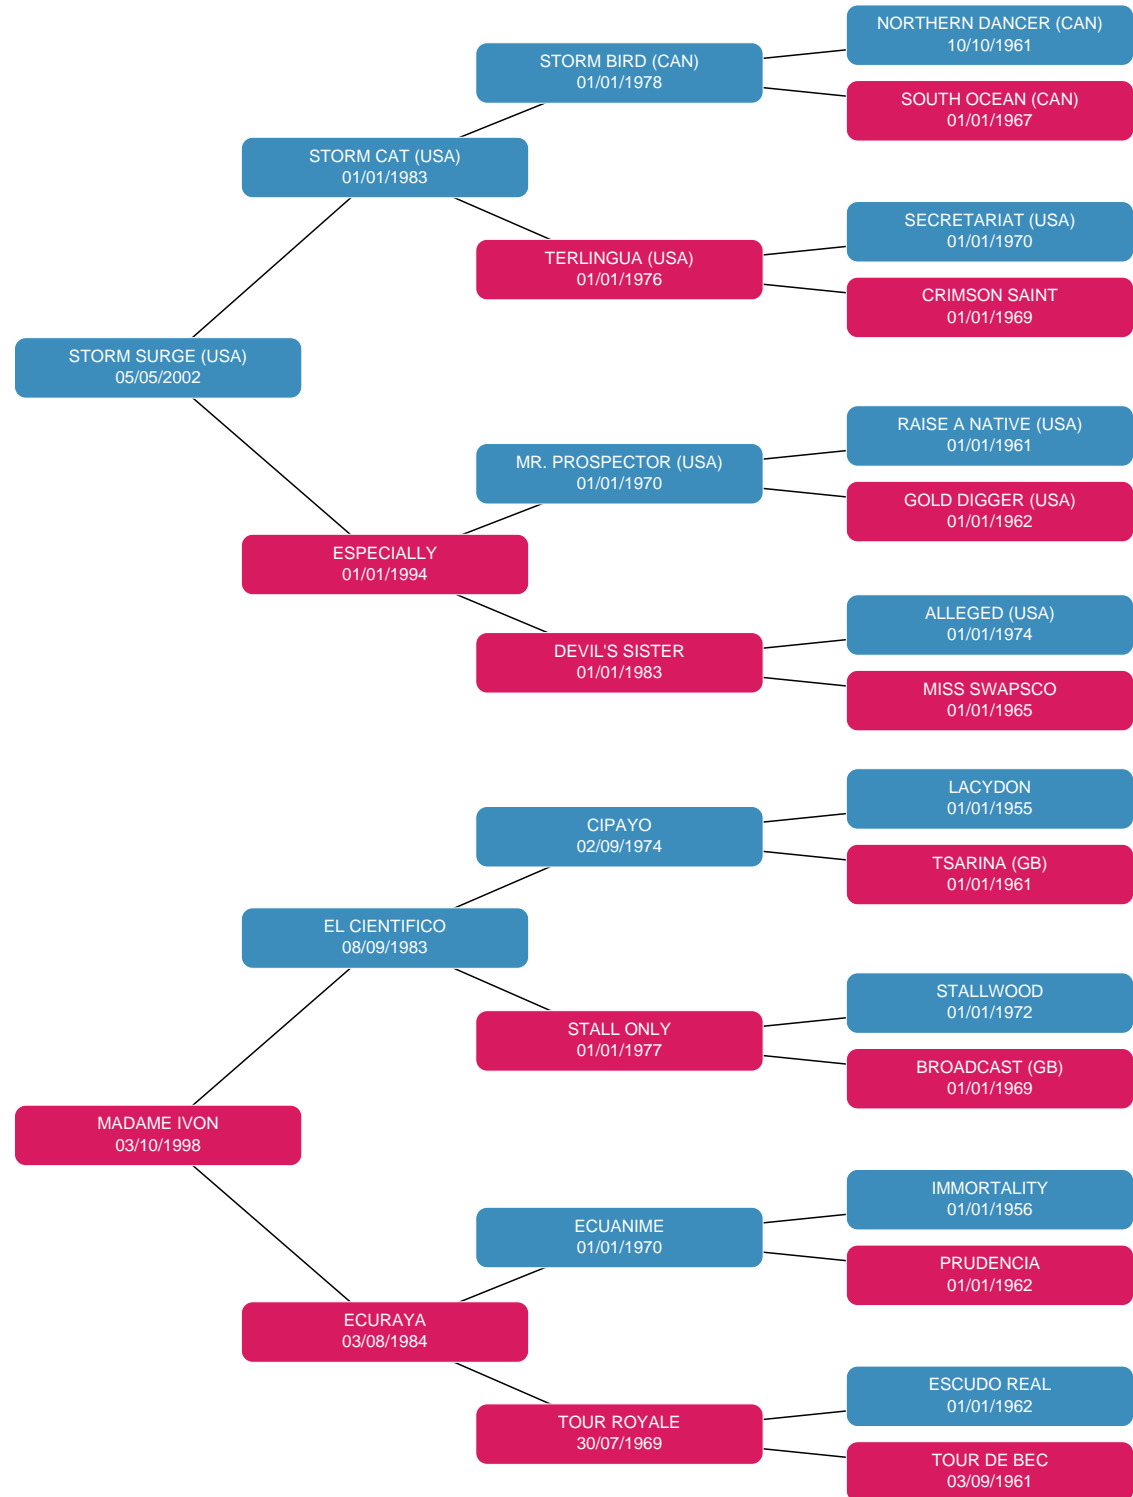 NORTHERN DANCER (CAN)
10/10/1961
STORM BIRD (CAN)
01/01/1978
SOUTH OCEAN (CAN)
01/01/1967
STORM CAT (USA)
01/01/1983
SECRETARIAT (USA)
01/01/1970
TERLINGUA (USA)
01/01/1976
CRIMSON SAINT
01/01/1969
STORM SURGE (USA)
05/05/2002
RAISE A NATIVE (USA)
01/01/1961
MR. PROSPECTOR (USA)
01/01/1970
GOLD DIGGER (USA)
01/01/1962
ESPECIALLY
01/01/1994
ALLEGED (USA)
01/01/1974
DEVIL'S SISTER
01/01/1983
MISS SWAPSCO
01/01/1965
LACYDON
01/01/1955
CIPAYO
02/09/1974
TSARINA (GB)
01/01/1961
EL CIENTIFICO
08/09/1983
STALLWOOD
01/01/1972
STALL ONLY
01/01/1977
BROADCAST (GB)
01/01/1969
MADAME IVON
03/10/1998
IMMORTALITY
01/01/1956
ECUANIME
01/01/1970
PRUDENCIA
01/01/1962
ECURAYA
03/08/1984
ESCUDO REAL
01/01/1962
TOUR ROYALE
30/07/1969
TOUR DE BEC
03/09/1961